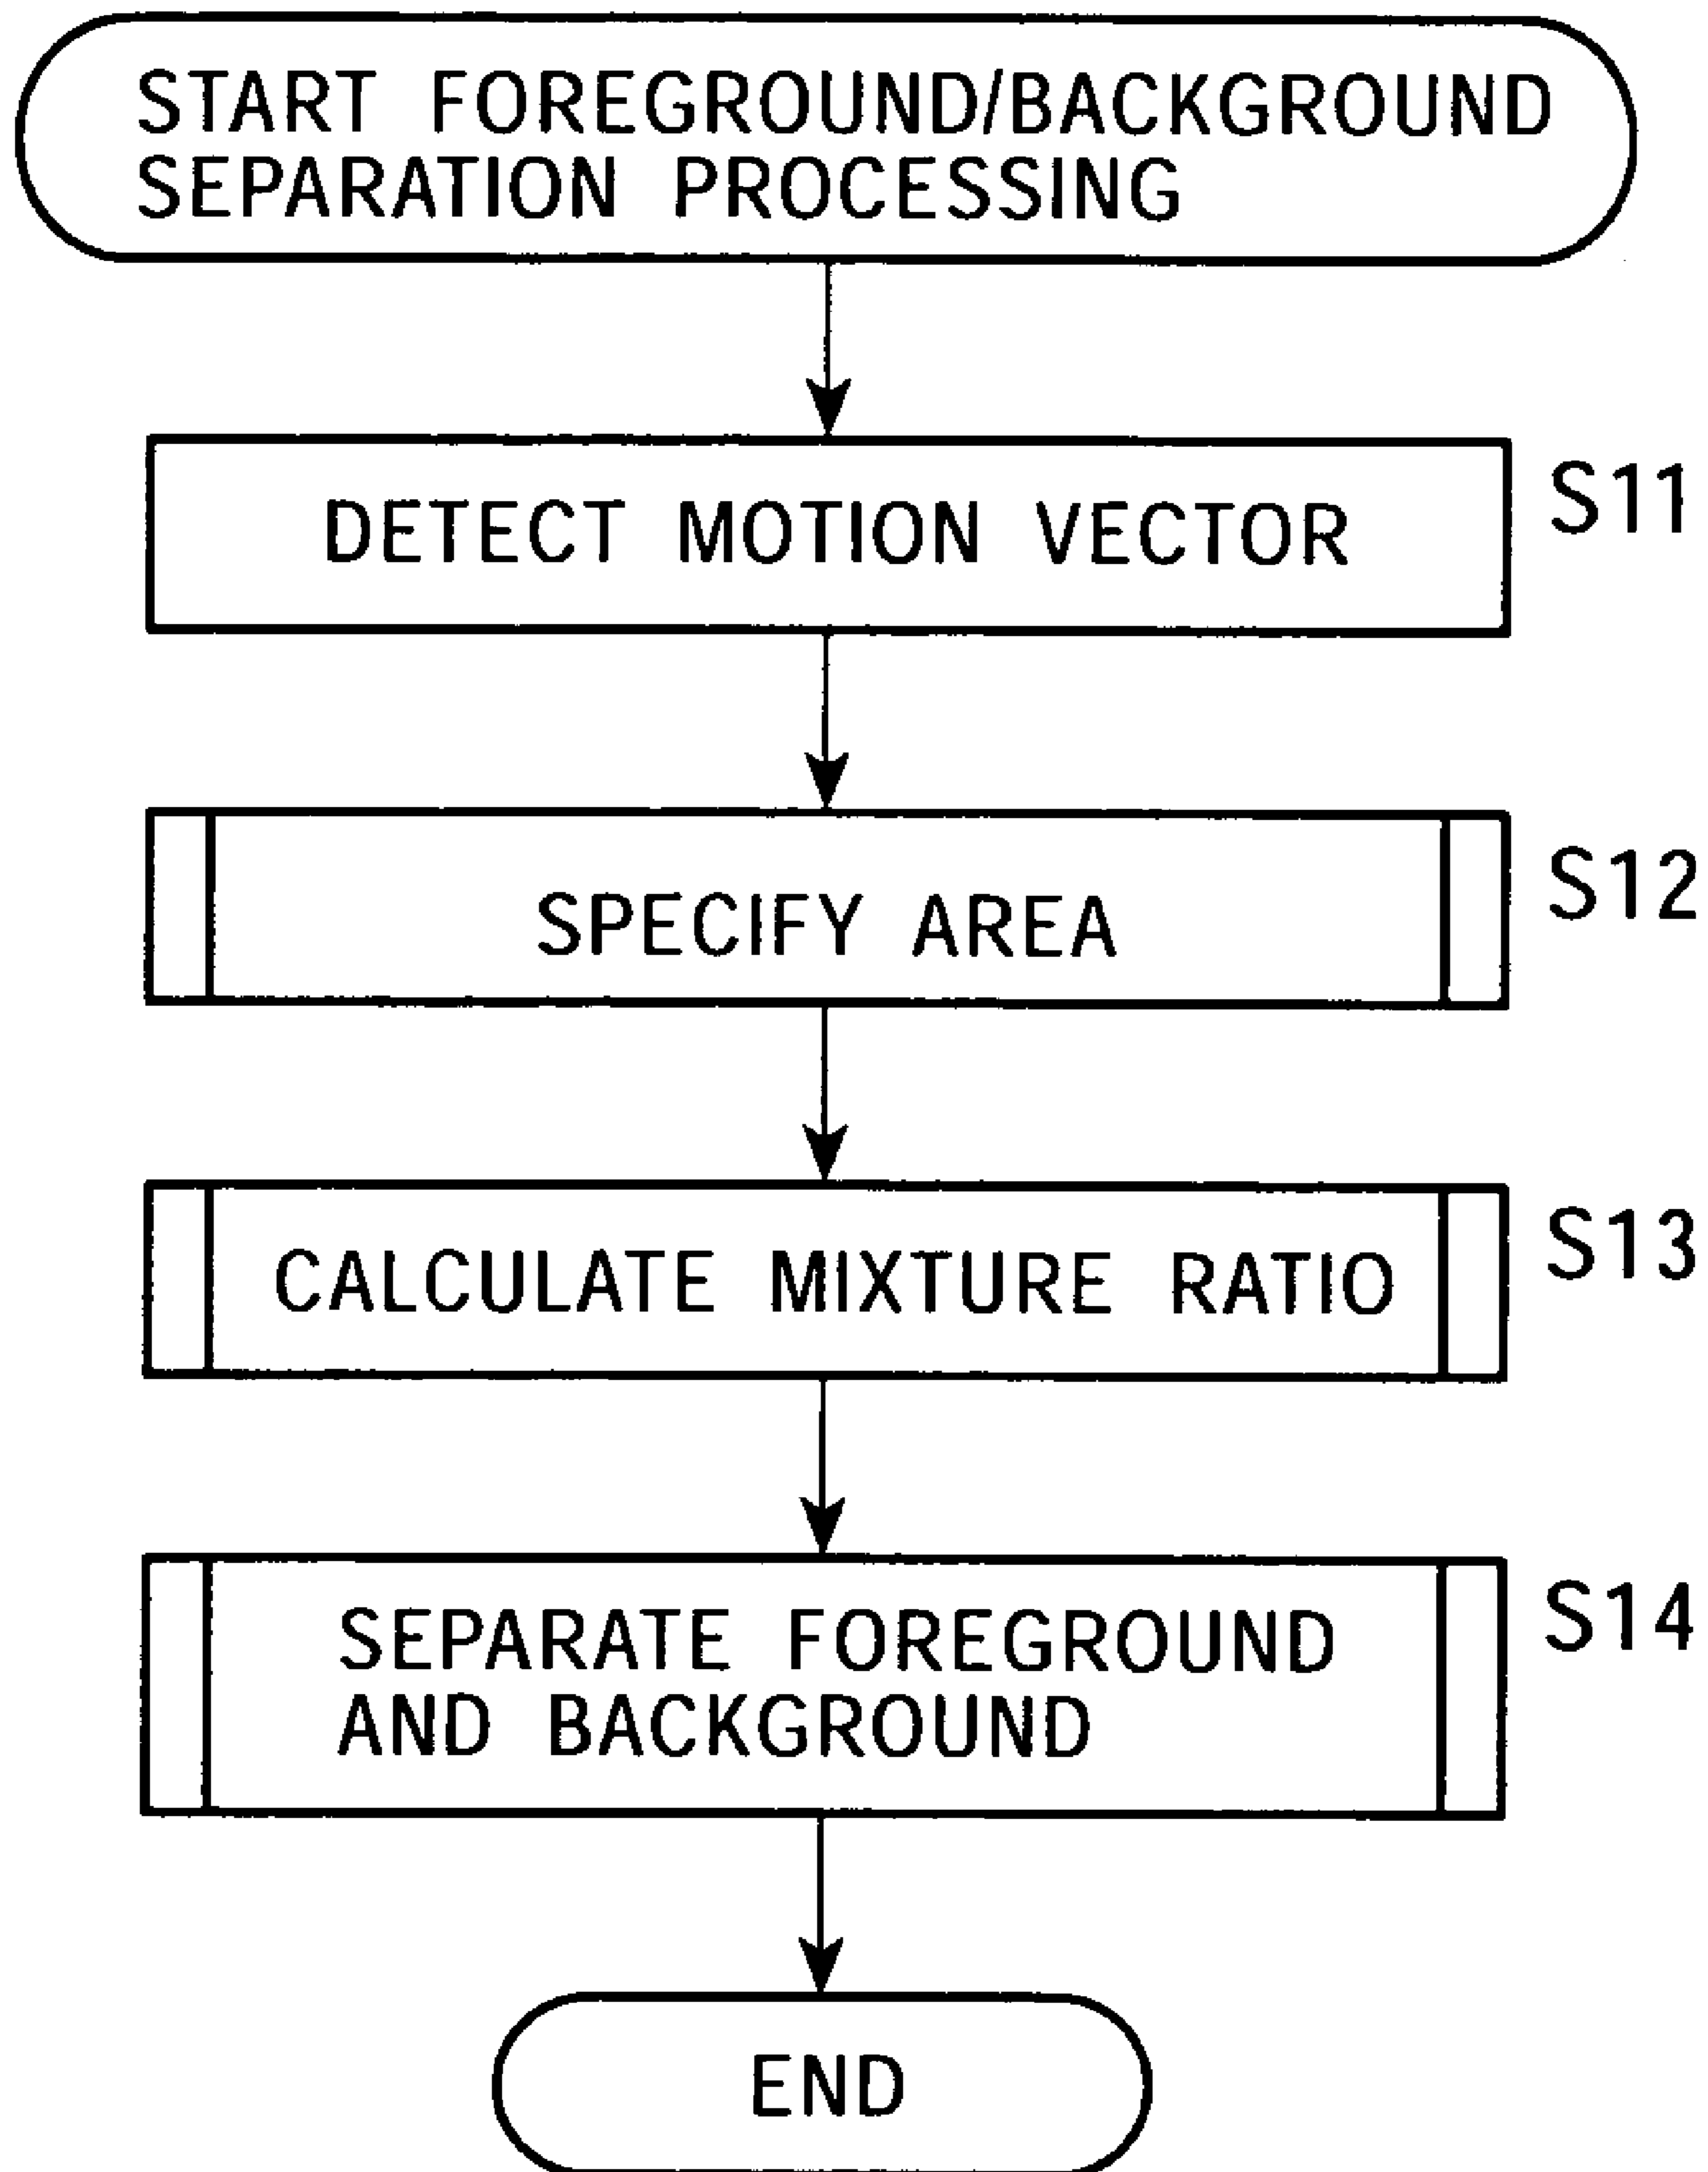 START FOREGROUND/BACKGROUND
SEPARATION PROCESSING
DETECT MOTION VECTOR
S11
SPECIFY AREA
S12
CALCULATE MIXTURE RATIO
S13
SEPARATE FOREGROUND
AND BACKGROUND
S14
END